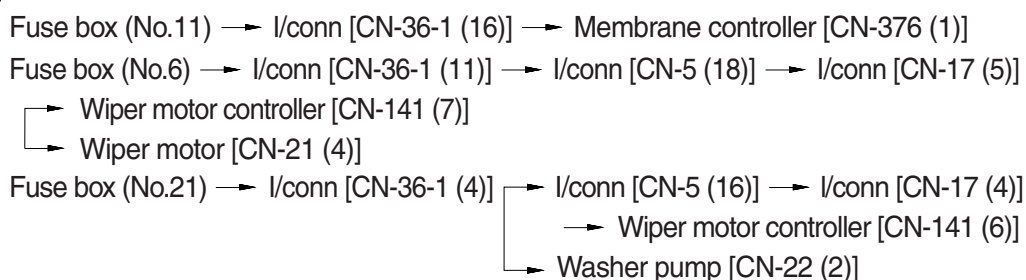 Fuse box (No.11) → I/conn [CN-36-1 (16)] → Membrane controller [CN-376 (1)]
Fuse box (No.6) → I/conn [CN-36-1 (11)] → I/conn [CN-5 (18)] → I/conn [CN-17 (5)]
→ Wiper motor controller [CN-141 (7)]
→ Wiper motor [CN-21 (4)]
Fuse box (No.21) → I/conn [CN-36-1 (4)] → I/conn [CN-5 (16)] → I/conn [CN-17 (4)]
→ Wiper motor controller [CN-141 (6)]
→ Washer pump [CN-22 (2)]